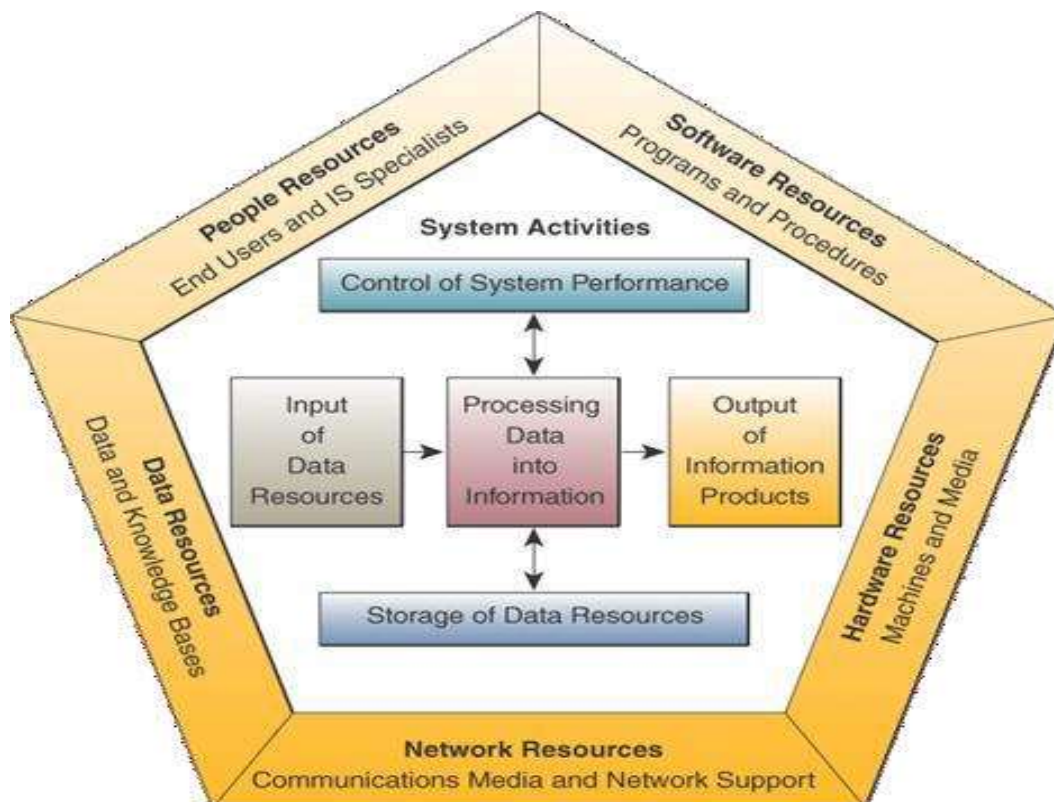 People Resources
End Users and IS Specialists
Software Resources
Programs and Procedures
System Activities
Control of System Performance
Input
of
Data
Resources
Processing
Data
into
Information
Output
of
Information
Products
Storage of Data Resources
Data Resources
Data and Knowledge Bases
Hardware Resources
Machines and Media
Network Resources
Communications Media and Network Support